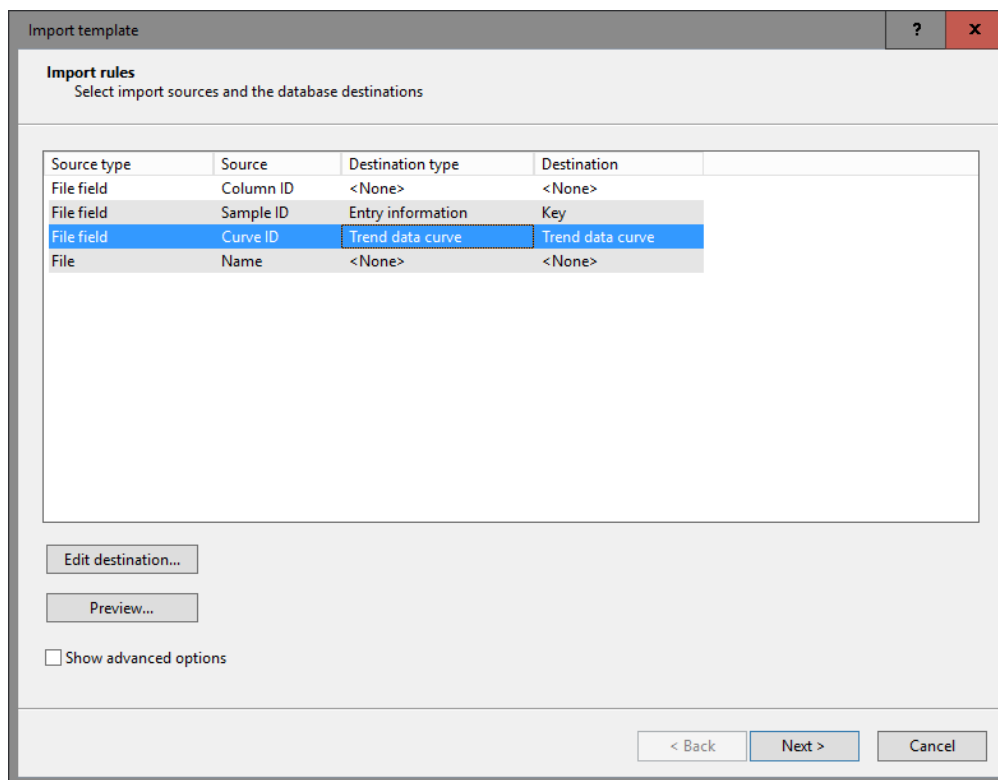 Import template ? x
Import rules
Select import sources and the database destinations
Source type Source Destination type Destination
File field Column ID <None> <None>
File field Sample ID Entry information Key
File field Curve ID Trend data curve Trend data curve
File Name <None> <None>
Edit destination...
Preview...
Show advanced options
< Back Next > Cancel